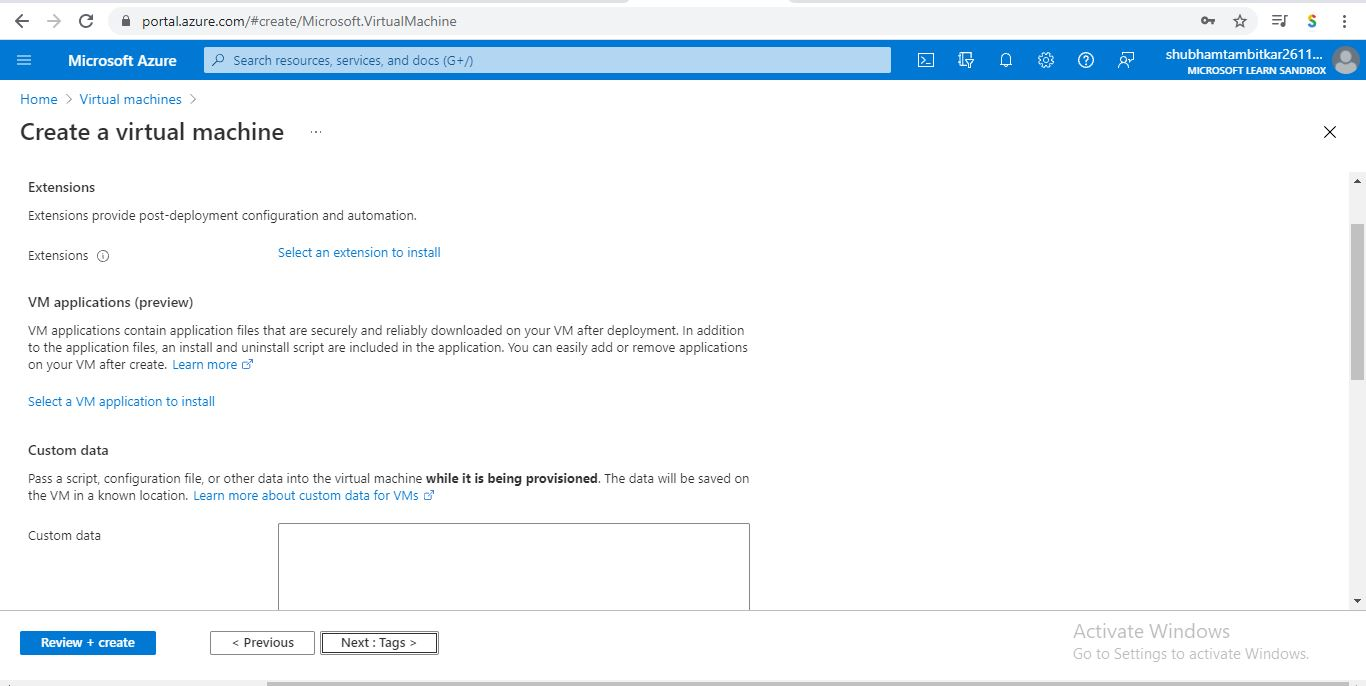 portal.azure.com/#create/Microsoft.VirtualMachine
Microsoft Azure
Search resources, services, and docs (G+/)
shubhamtambitkar2611...
MICROSOFT LEARN SANDBOX
Home > Virtual machines >
Create a virtual machine ...
Extensions
Extensions provide post-deployment configuration and automation.
Extensions
Select an extension to install
VM applications (preview)
VM applications contain application files that are securely and reliably downloaded on your VM after deployment. In addition
to the application files, an install and uninstall script are included in the application. You can easily add or remove applications
on your VM after create. Learn more
Select a VM application to install
Custom data
Pass a script, configuration file, or other data into the virtual machine while it is being provisioned. The data will be saved on
the VM in a known location. Learn more about custom data for VMs
Custom data
Review + create
< Previous
Next : Tags >
Activate Windows
Go to Settings to activate Windows.